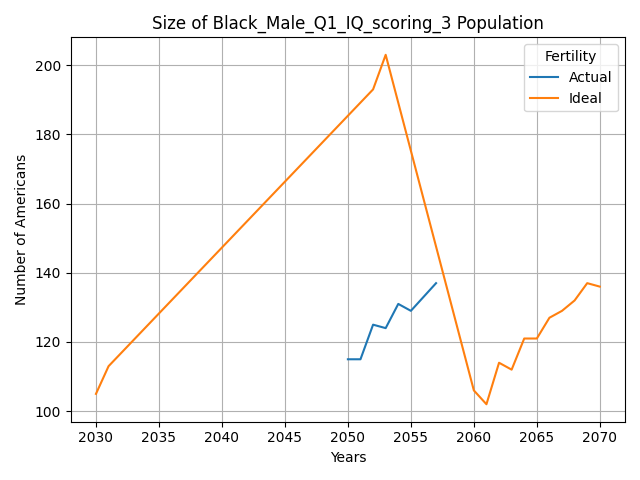 Size of Black_Male_Q1_IQ_scoring_3 Population
Fertility
Actual
Ideal
Number of Americans
200
180
160
140
120
100
2030 2035 2040 2045 2050 2055 2060 2065 2070
Years